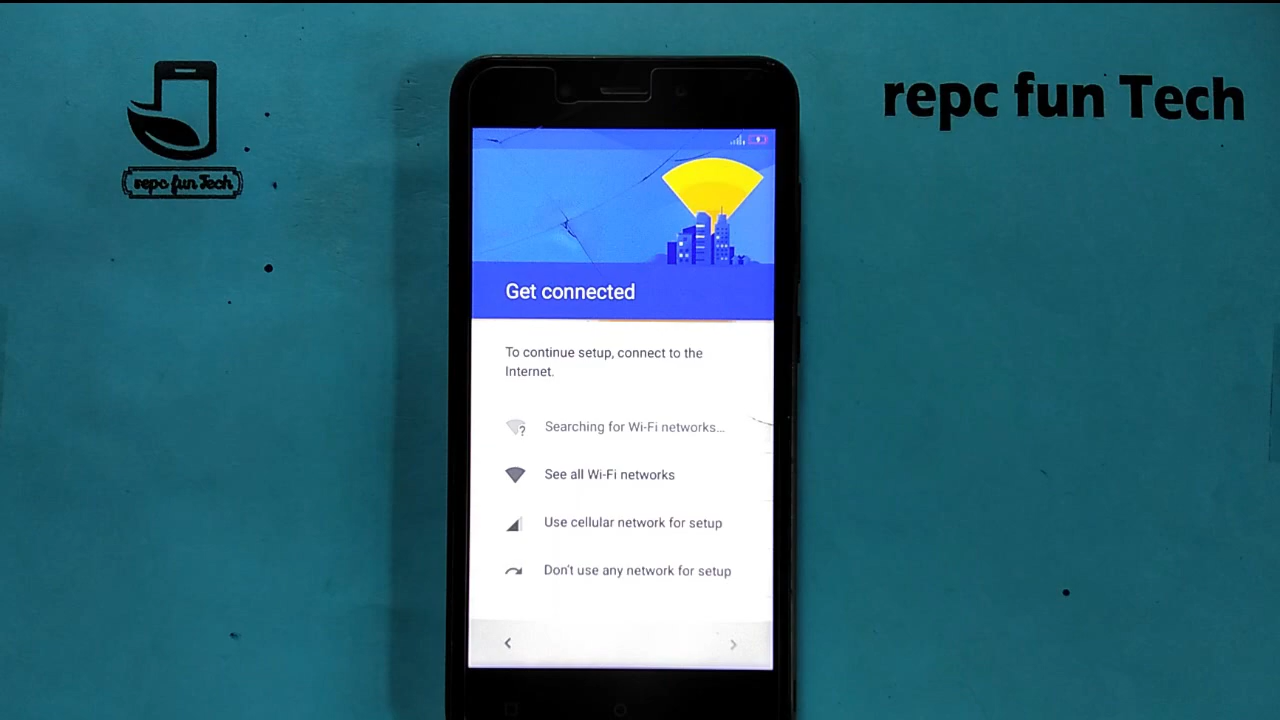 repc fun Tech
repc fun Tech
Get connected
To continue setup, connect to the
Internet.
?
Searching for Wi-Fi networks...
See all Wi-Fi networks
Use cellular network for setup
Don't use any network for setup